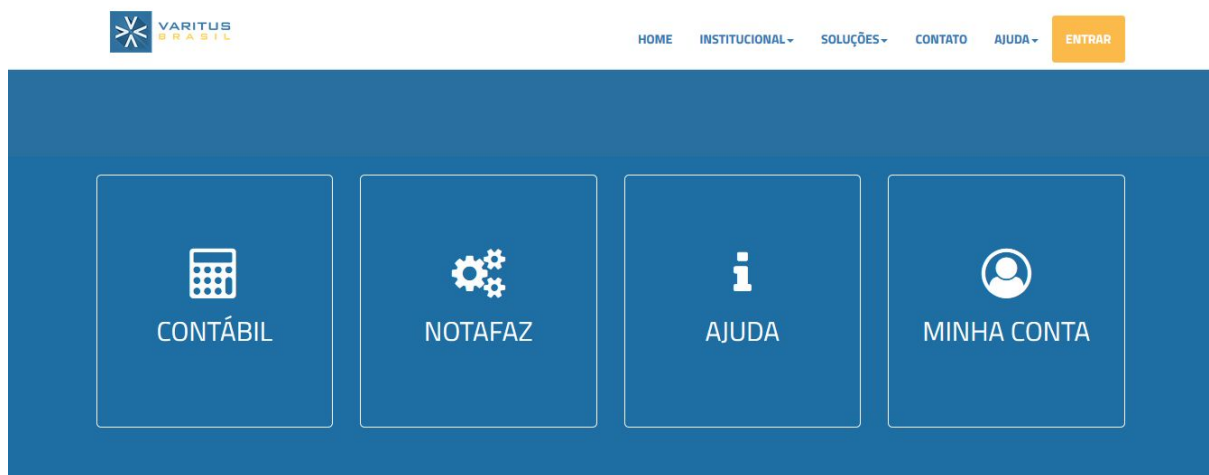 VARITUS
BRASIL
HOME INSTITUCIONAL SOLUÇÕES CONTATO AJUDA ENTRAR
CONTÁBIL NOTAFAZ AJUDA MINHA CONTA